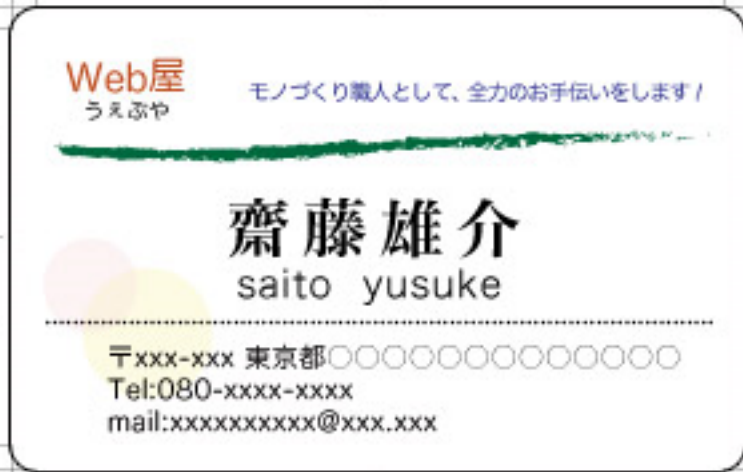 Web屋
うぇぶや
モノづくり職人として、全力のお手伝いをします!
齋藤雄介
saito yusuke
〒xxx-xxx 東京都○○○○○○○○○○○○○
Tel:080-xxxx-xxxx
mail:xxxxxxxxxx@xxx.xxx